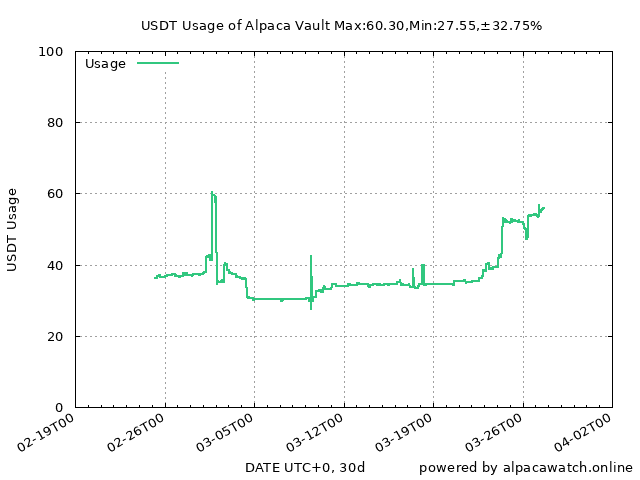 USDT Usage of Alpaca Vault Max:60.30,Min:27.55,±32.75%
Usage
100
80
60
40
20
0
USDT Usage
02-19T00
02-26T00
03-05T00
03-12T00
03-19T00
03-26T00
04-02T00
DATE UTC+0, 30d
powered by alpacawatch.online